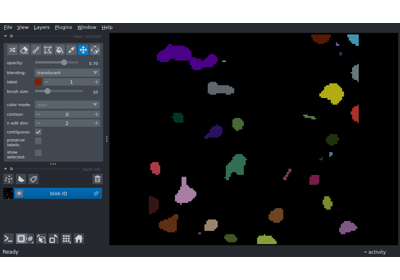 File View Layers Plugins Window Help
opacity: 0.70
blending: translucent
label: 1
brush size: 10
color mode:
contour: 0
n edit dim: 2
contiguous:
preserve labels:
show selected:
blob ID
Ready
activity